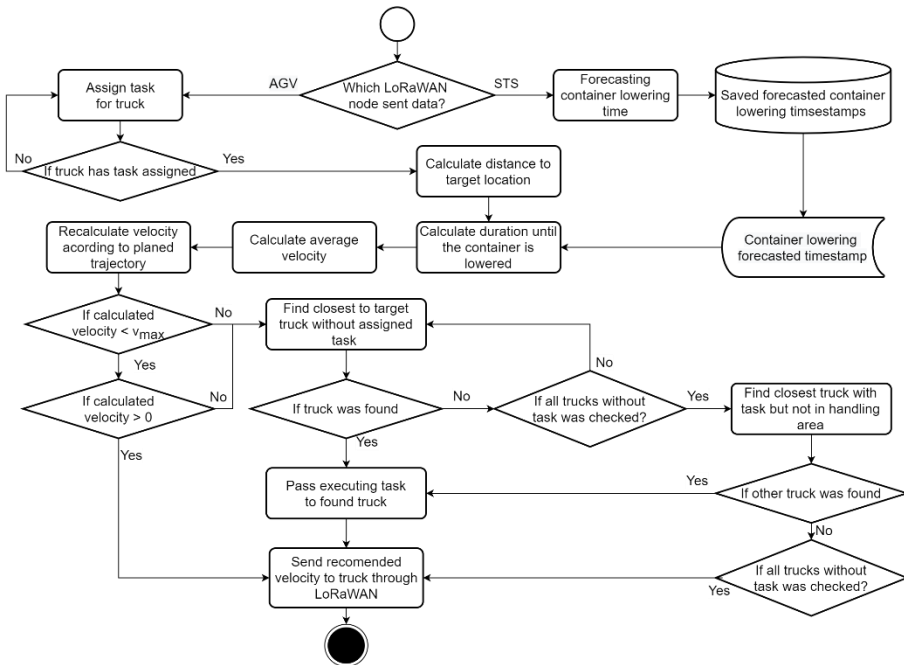 AGV
Which LoRaWAN
node sent data?
STS
Assign task
for truck
Forecasting
container lowering
time
Saved forecasted container
lowering timsestamps
No
If truck has task assigned
Yes
Calculate distance to
target location
Recalculate velocity
acording to planed
trajectory
Calculate average
velocity
Calculate duration until
the container is
lowered
Container lowering
forecasted timestamp
If calculated
velocity < vmax
No
Find closest to target
truck without assigned
task
No
Yes
If calculated
velocity > 0
No
If truck was found
No
If all trucks without
task was checked?
Yes
Find closest truck with
task but not in handling
area
Yes
Yes
Pass executing task
to found truck
Yes
If other truck was found
No
Send recomended
velocity to truck through
LoRaWAN
Yes
If all trucks without
task was checked?